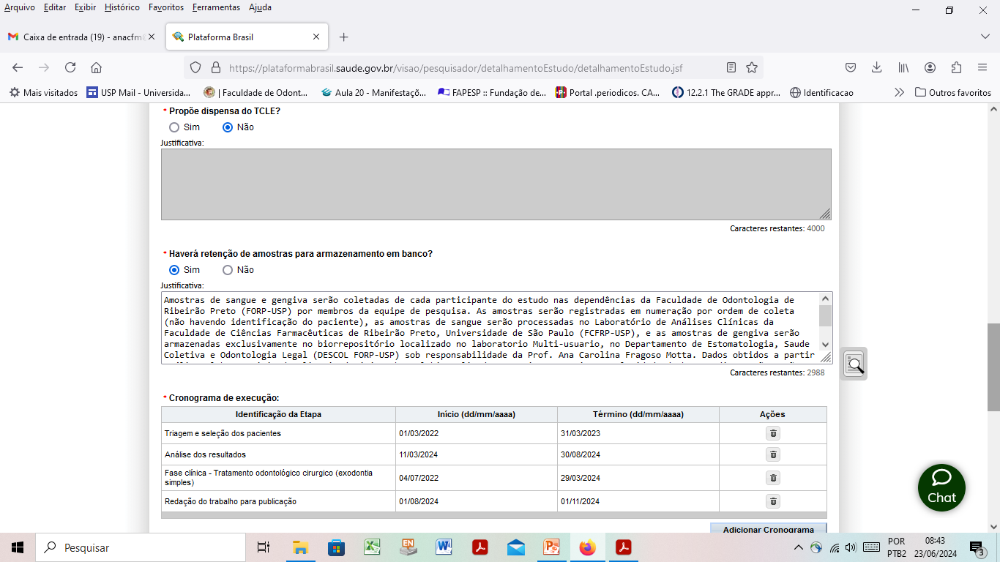 Arquivo Editar Exibir Histórico Favoritos Ferramentas Ajuda
Caixa de entrada (19) - anacfm
Plataforma Brasil
https://plataformabrasil.saude.gov.br/visao/pesquisador/detalhamentoEstudo/detalhamentoEstudo.jsf
Mais visitados USP Mail - Universida... | Faculdade de Odont... Aula 20 - Manifestaçõ... FAPESP :: Fundação de... Portal .periodicos. CA... 12.2.1 The GRADE appr... Identificacao Outros favoritos
* Propõe dispensa do TCLE?
Sim Não
Justificativa:
Caracteres restantes: 4000
* Haverá retenção de amostras para armazenamento em banco?
Sim Não
Justificativa:
Amostras de sangue e gengiva serão coletadas de cada participante do estudo nas dependências da Faculdade de Odontologia de
Ribeirão Preto (FORP-USP) por membros da equipe de pesquisa. As amostras serão registradas em numeração por ordem de coleta
(não havendo identificação do paciente), as amostras de sangue serão processadas no Laboratório de Análises Clínicas da
Faculdade de Ciências Farmacêuticas de Ribeirão Preto, Universidade de São Paulo (FCFRP-USP), e as amostras de gengiva serão
armazenadas exclusivamente no biorrepositório localizado no laboratorio Multi-usuario, no Departamento de Estomatologia, Saude
Coletiva e Odontologia Legal (DESCOL FORP-USP) sob responsabilidade da Prof. Ana Carolina Fragoso Motta. Dados obtidos a partir
Caracteres restantes: 2988
* Cronograma de execução:
Identificação da Etapa Início (dd/mm/aaaa) Término (dd/mm/aaaa) Ações
Triagem e seleção dos pacientes 01/03/2022 31/03/2023
Análise dos resultados 11/03/2024 30/08/2024
Fase clínica - Tratamento odontológico cirurgico (exodontia
simples) 04/07/2022 29/03/2024
Redação do trabalho para publicação 01/08/2024 01/11/2024
Adicionar Cronograma
Chat
Pesquisar
EN
POR
PTB2
08:43
23/06/2024
3